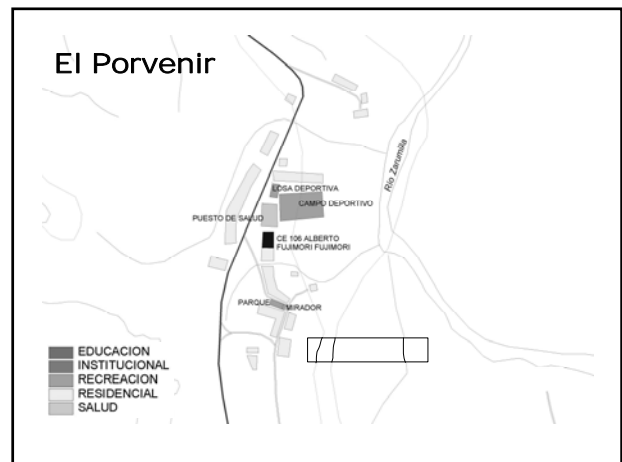 El Porvenir
Río Zarumilla
LOSA DEPORTIVA
CAMPO DEPORTIVO
PUESTO DE SALUD
CE 106 ALBERTO
FUJIMORI FUJIMORI
PARQUE
MIRADOR
EDUCACION
INSTITUCIONAL
RECREACION
RESIDENCIAL
SALUD